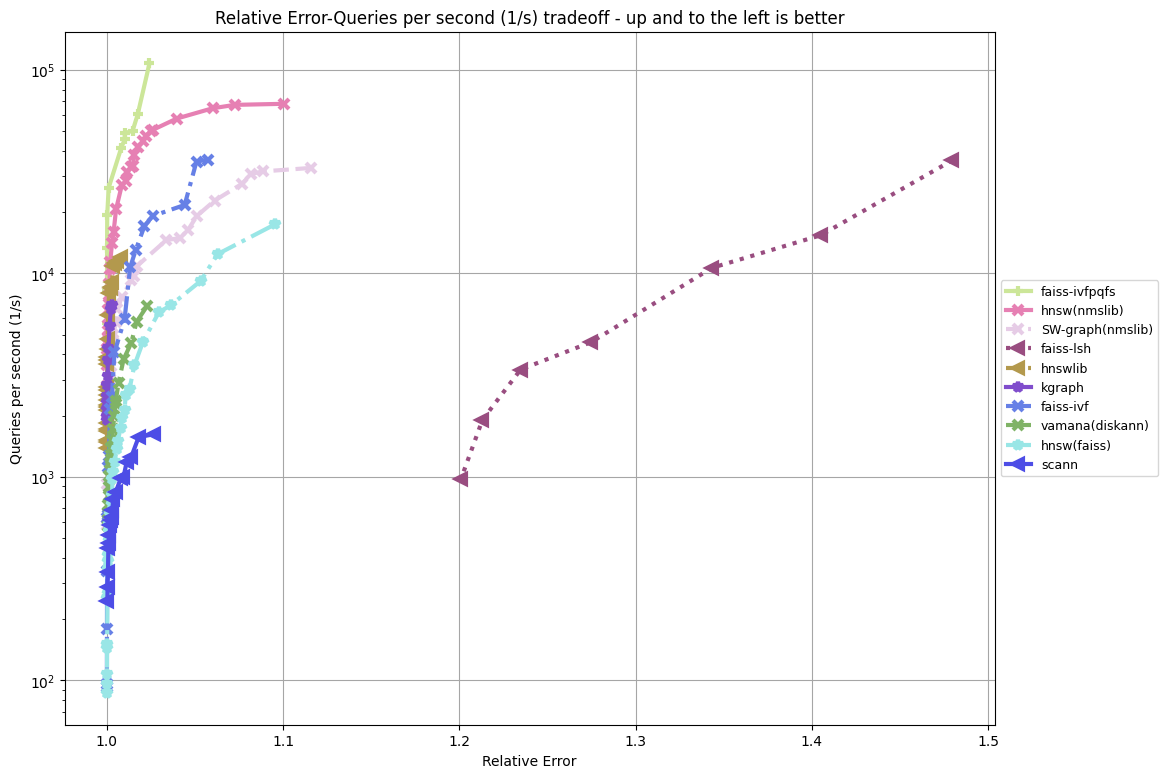 Relative Error-Queries per second (1/s) tradeoff - up and to the left is better
Queries per second (1/s)
10^5
10^4
10^3
10^2
1.0 1.1 1.2 1.3 1.4 1.5
Relative Error
faiss-ivfpqfs
hnsw(nmslib)
SW-graph(nmslib)
faiss-lsh
hnswlib
kgraph
faiss-ivf
vamana(diskann)
hnsw(faiss)
scann